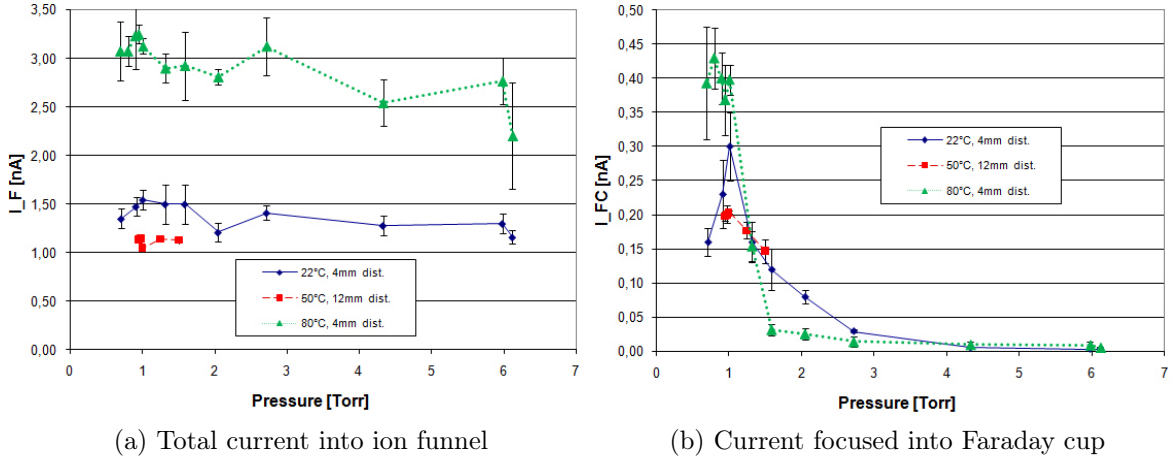 3,50
3,00
2,50
2,00
1,50
1,00
0,50
0,00
I_F [nA]
22°C, 4mm dist.
50°C, 12mm dist.
80°C, 4mm dist.
0 1 2 3 4 5 6 7
Pressure [Torr]
(a) Total current into ion funnel
0,50
0,45
0,40
0,35
0,30
0,25
0,20
0,15
0,10
0,05
0,00
I_FC [nA]
22°C, 4mm dist.
50°C, 12mm dist.
80°C, 4mm dist.
0 1 2 3 4 5 6 7
Pressure [Torr]
(b) Current focused into Faraday cup